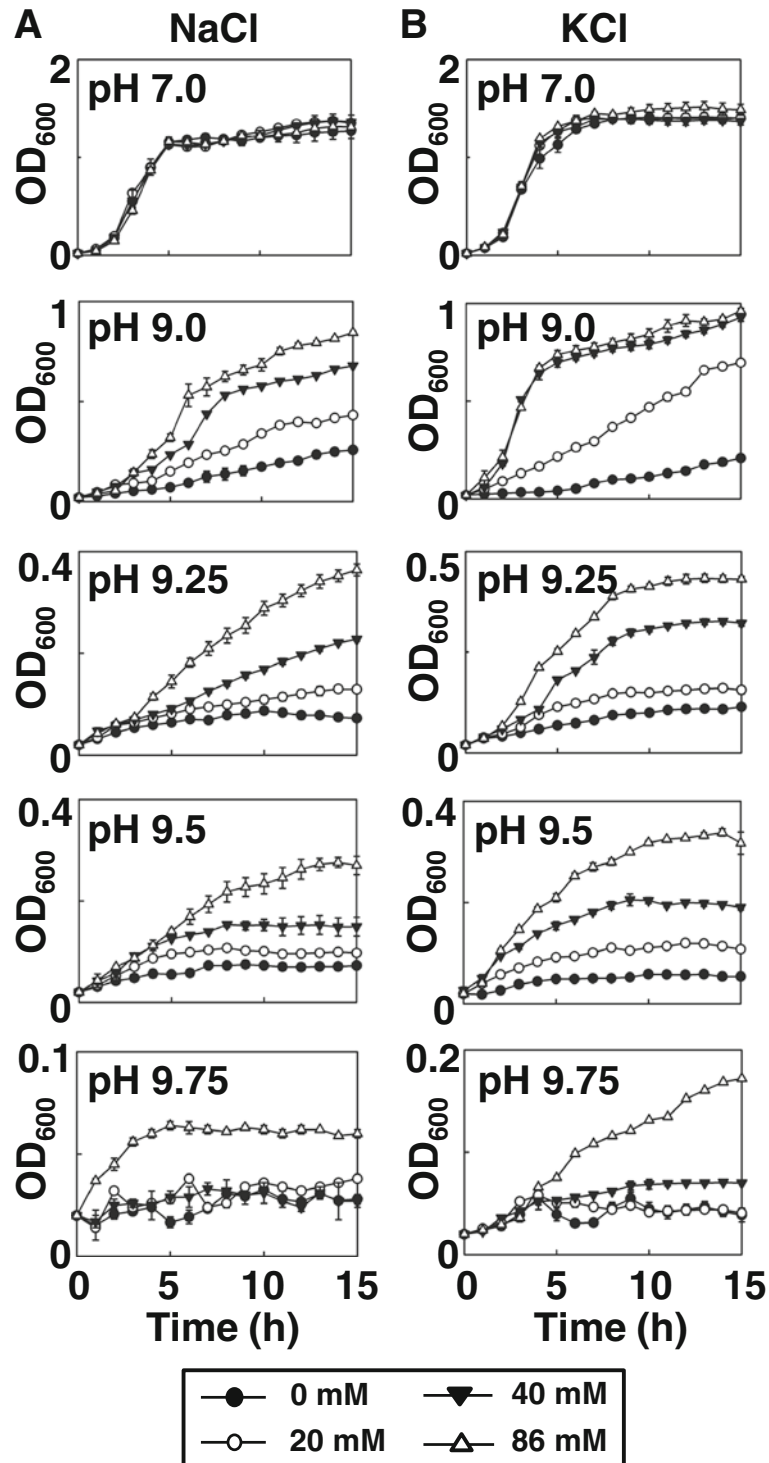 A NaCl B KCl
2
pH 7.0
pH 7.0
OD600
OD600
0
0
1
pH 9.0
1
pH 9.0
OD600
OD600
0
0
0.4
pH 9.25
0.5
pH 9.25
OD600
OD600
0
0
0.4
pH 9.5
0.4
pH 9.5
OD600
OD600
0
0
0.1
pH 9.75
0.2
pH 9.75
OD600
OD600
0
0
0 5 10 15
0 5 10 15
Time (h)
Time (h)
0 mM 40 mM
20 mM 86 mM